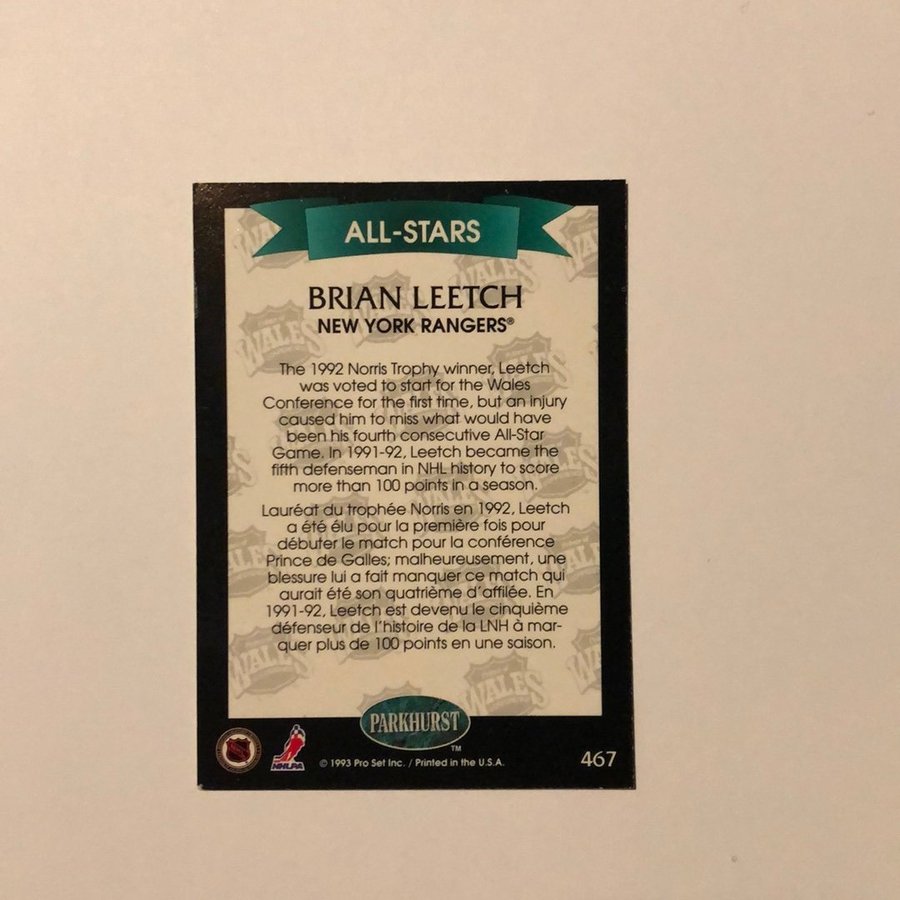 ALL-STARS
BRIAN LEETCH
NEW YORK RANGERS®
The 1992 Norris Trophy winner, Leetch
was voted to start for the Wales
Conference for the first time, but an injury
caused him to miss what would have
been his fourth consecutive All-Star
Game. In 1991-92, Leetch became the
fifth defenseman in NHL history to score
more than 100 points in a season.
Lauréat du trophée Norris en 1992, Leetch
a été élu pour la première fois pour
débuter le match pour la conférence
Prince de Galles; malheureusement, une
blessure lui a fait manquer ce match qui
aurait été son quatrième d'affilée. En
1991-92, Leetch est devenu le cinquième
défenseur de l'histoire de la LNH à mar-
quer plus de 100 points en une saison.
PARKHURST
™
NHLPA
© 1993 Pro Set Inc. / Printed in the U.S.A.
467
WALES